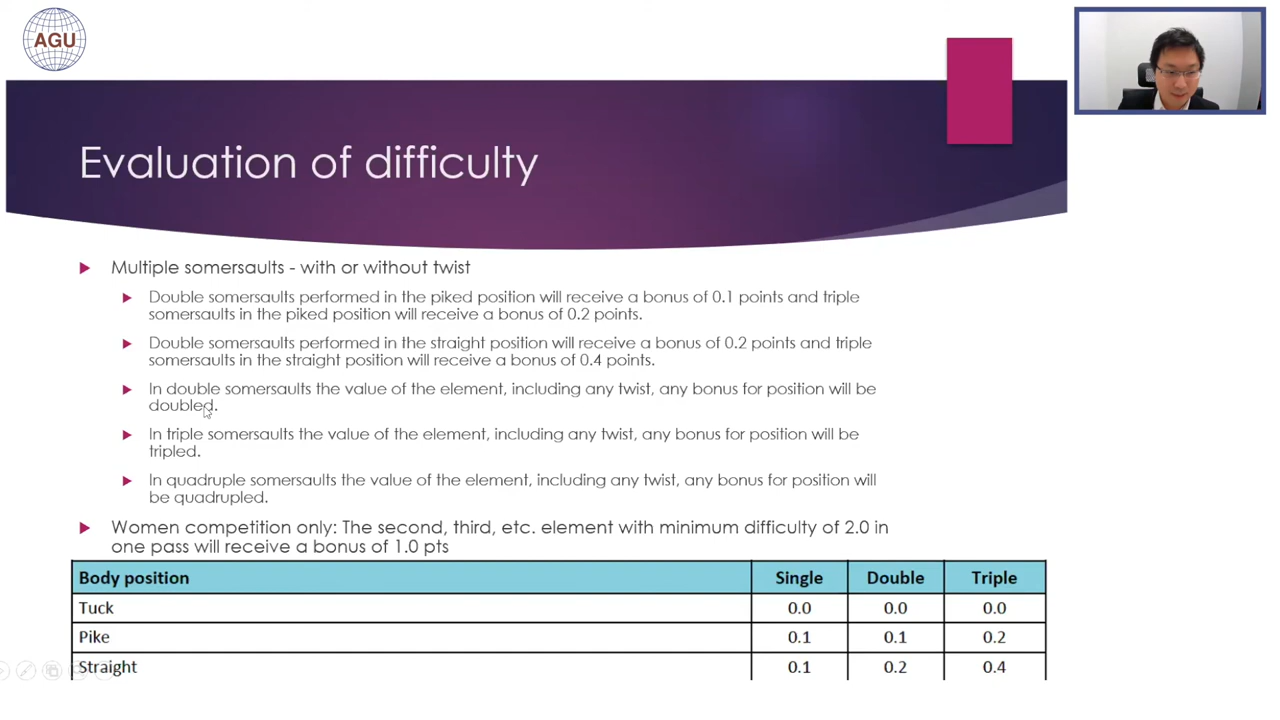 AGU
Evaluation of difficulty
Multiple somersaults - with or without twist
Double somersaults performed in the piked position will receive a bonus of 0.1 points and triple
somersaults in the piked position will receive a bonus of 0.2 points.
Double somersaults performed in the straight position will receive a bonus of 0.2 points and triple
somersaults in the straight position will receive a bonus of 0.4 points.
In double somersaults the value of the element, including any twist, any bonus for position will be
doubled.
In triple somersaults the value of the element, including any twist, any bonus for position will be
tripled.
In quadruple somersaults the value of the element, including any twist, any bonus for position will
be quadrupled.
Women competition only: The second, third, etc. element with minimum difficulty of 2.0 in
one pass will receive a bonus of 1.0 pts
Body position Single Double Triple
Tuck 0.0 0.0 0.0
Pike 0.1 0.1 0.2
Straight 0.1 0.2 0.4